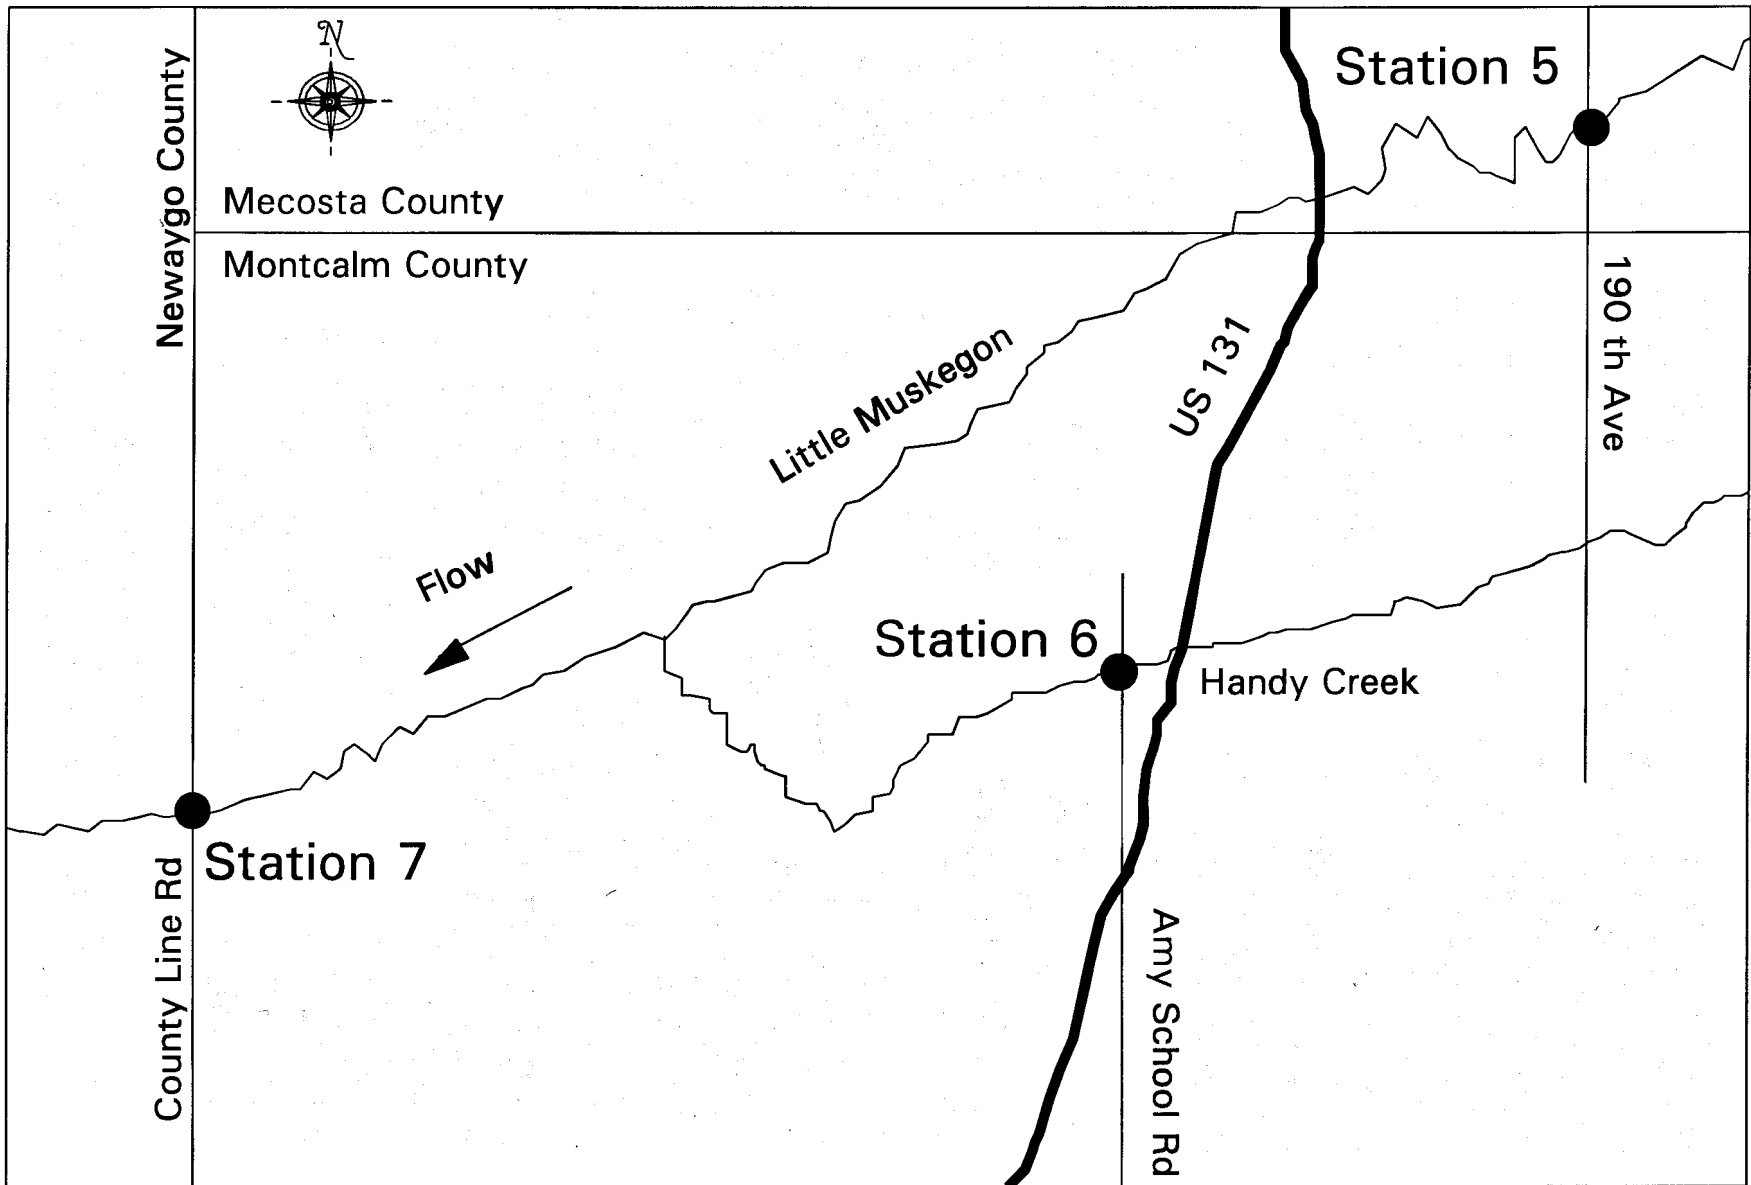 N
Station 5
Newaygo County
Mecosta County
Montcalm County
190 th Ave
US 131
Little Muskegon
Flow
Station 6
Handy Creek
Station 7
County Line Rd
Amy School Rd